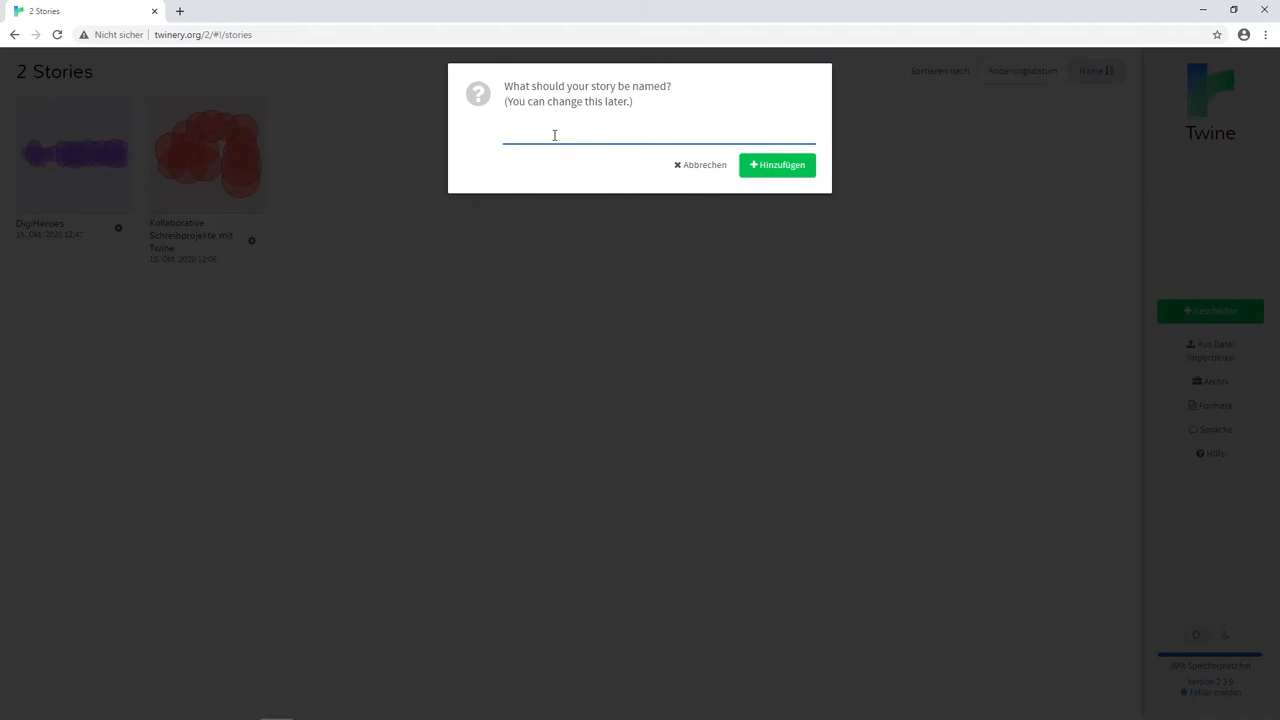 2 Stories
Nicht sicher
twinery.org/2/#!/stories
2 Stories
Sortieren nach
Änderungsdatum
Name
What should your story be named?
(You can change this later.)
Abbrechen
Hinzufügen
DigiHeroes
15. Okt. 2020 12:47
Kollaborative
Schreibprojekte mit
Twine
15. Okt. 2020 12:06
Twine
Geschichte
Aus Datei
Importieren
Archiv
Formate
Sprache
Hilfe
99% Speicherplatz frei
Version 2.3.9
Fehler melden